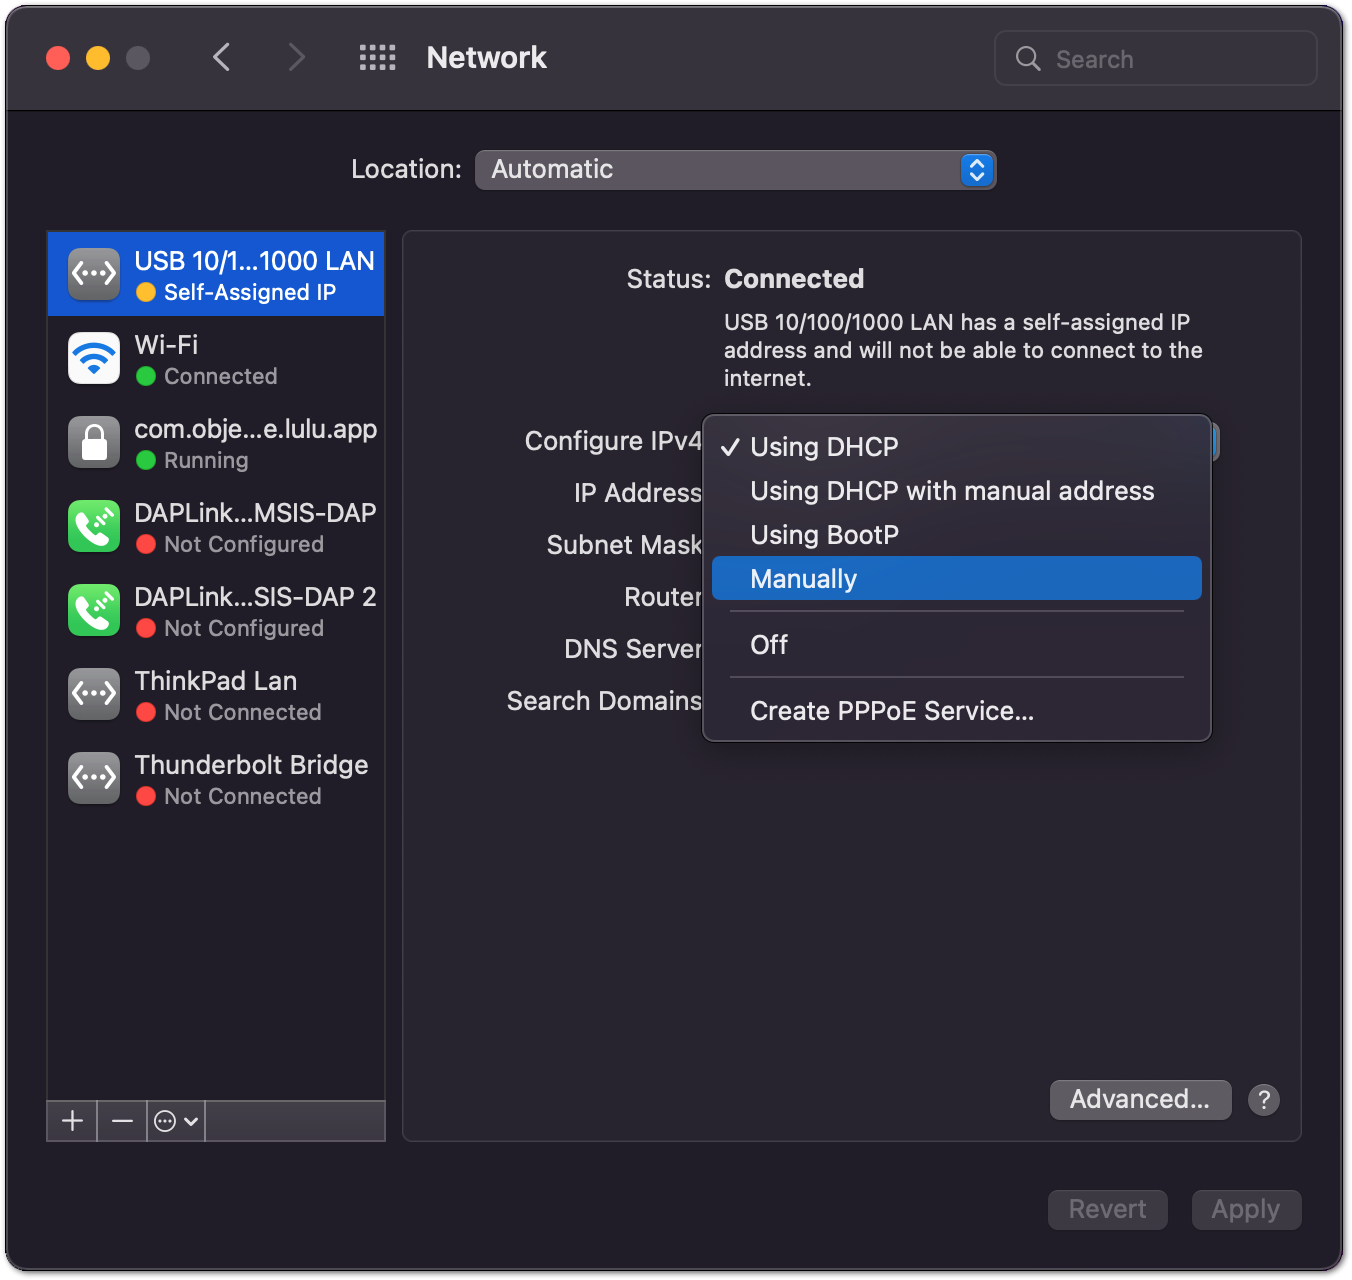 Network
Search
Location:
Automatic
USB 10/1...1000 LAN
Self-Assigned IP
Wi-Fi
Connected
com.obje...e.lulu.app
Running
DAPLink...MSIS-DAP
Not Configured
DAPLink...SIS-DAP 2
Not Configured
ThinkPad Lan
Not Connected
Thunderbolt Bridge
Not Connected
Status: Connected
USB 10/100/1000 LAN has a self-assigned IP
address and will not be able to connect to the
internet.
Configure IPv4
IP Address
Subnet Mask
Router
DNS Server
Search Domains
✓ Using DHCP
Using DHCP with manual address
Using BootP
Manually
Off
Create PPPoE Service...
Advanced...
?
Revert
Apply